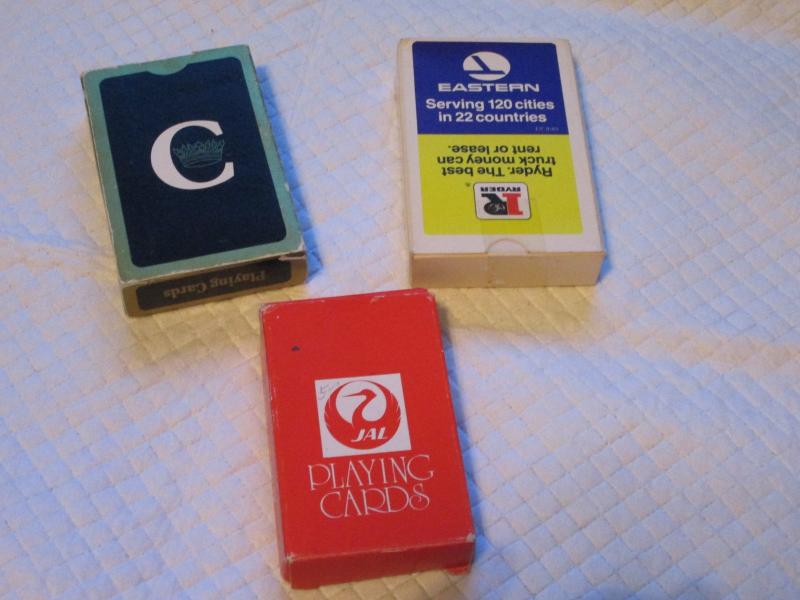 C
Playing Cards
EASTERN
Serving 120 cities
in 22 countries
Ryder. The best
truck money can
rent or lease.
R
RYDER
®
JAL
PLAYING
CARDS